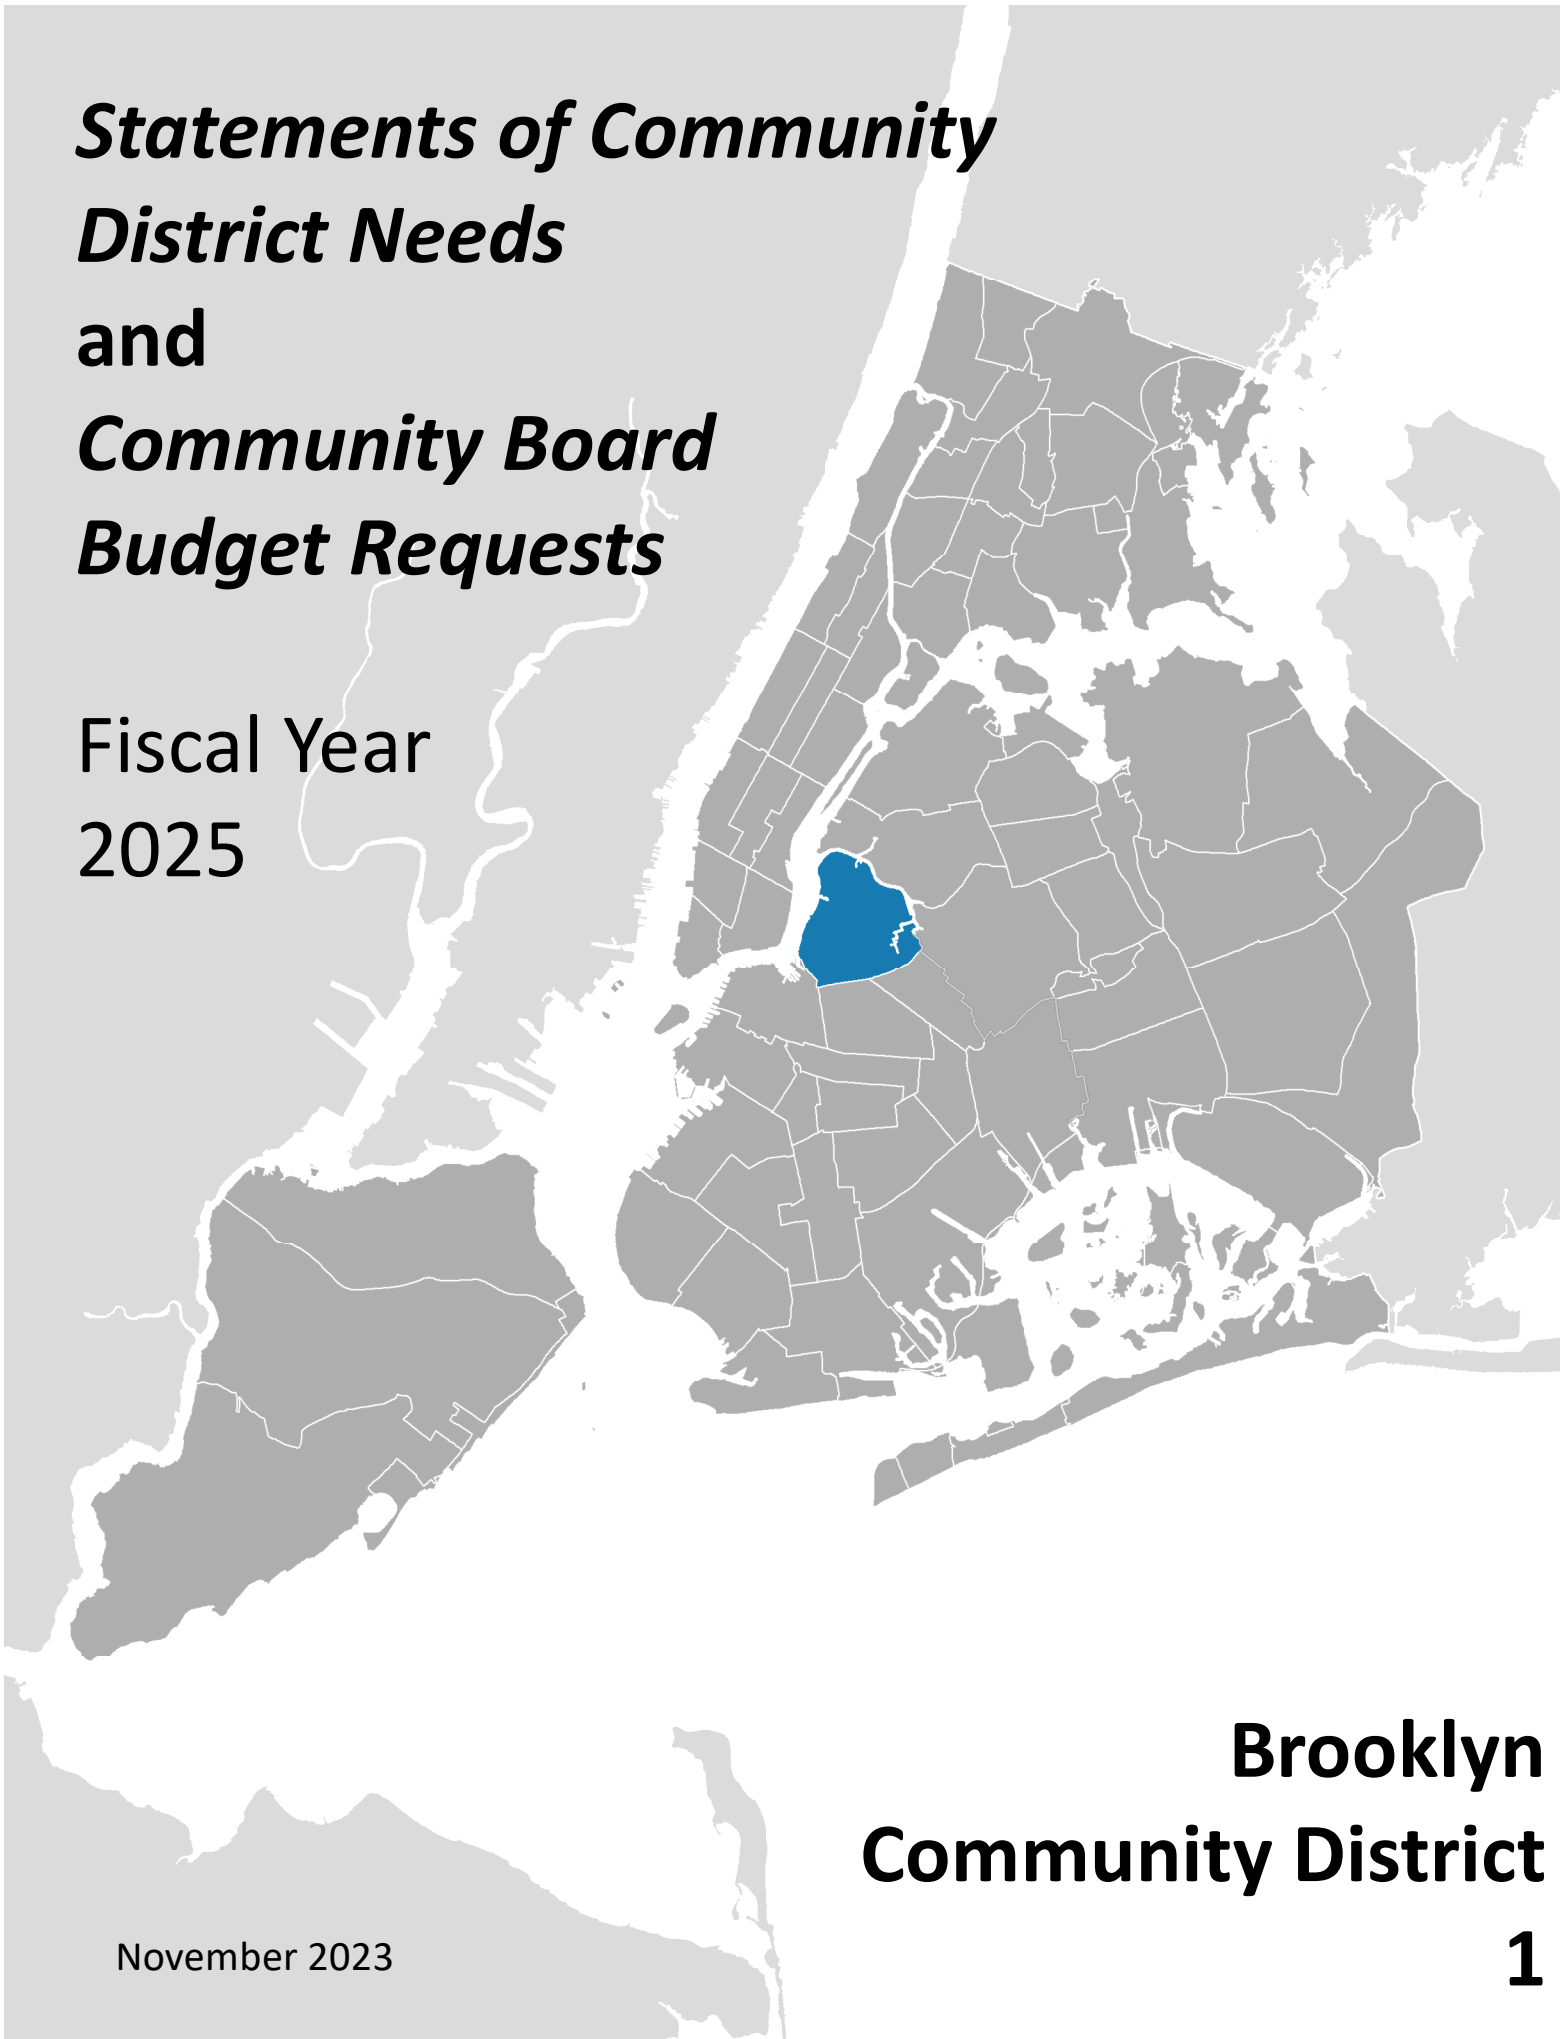 Statements of Community
District Needs
and
Community Board
Budget Requests
Fiscal Year
2025
Brooklyn
Community District
1
November 2023